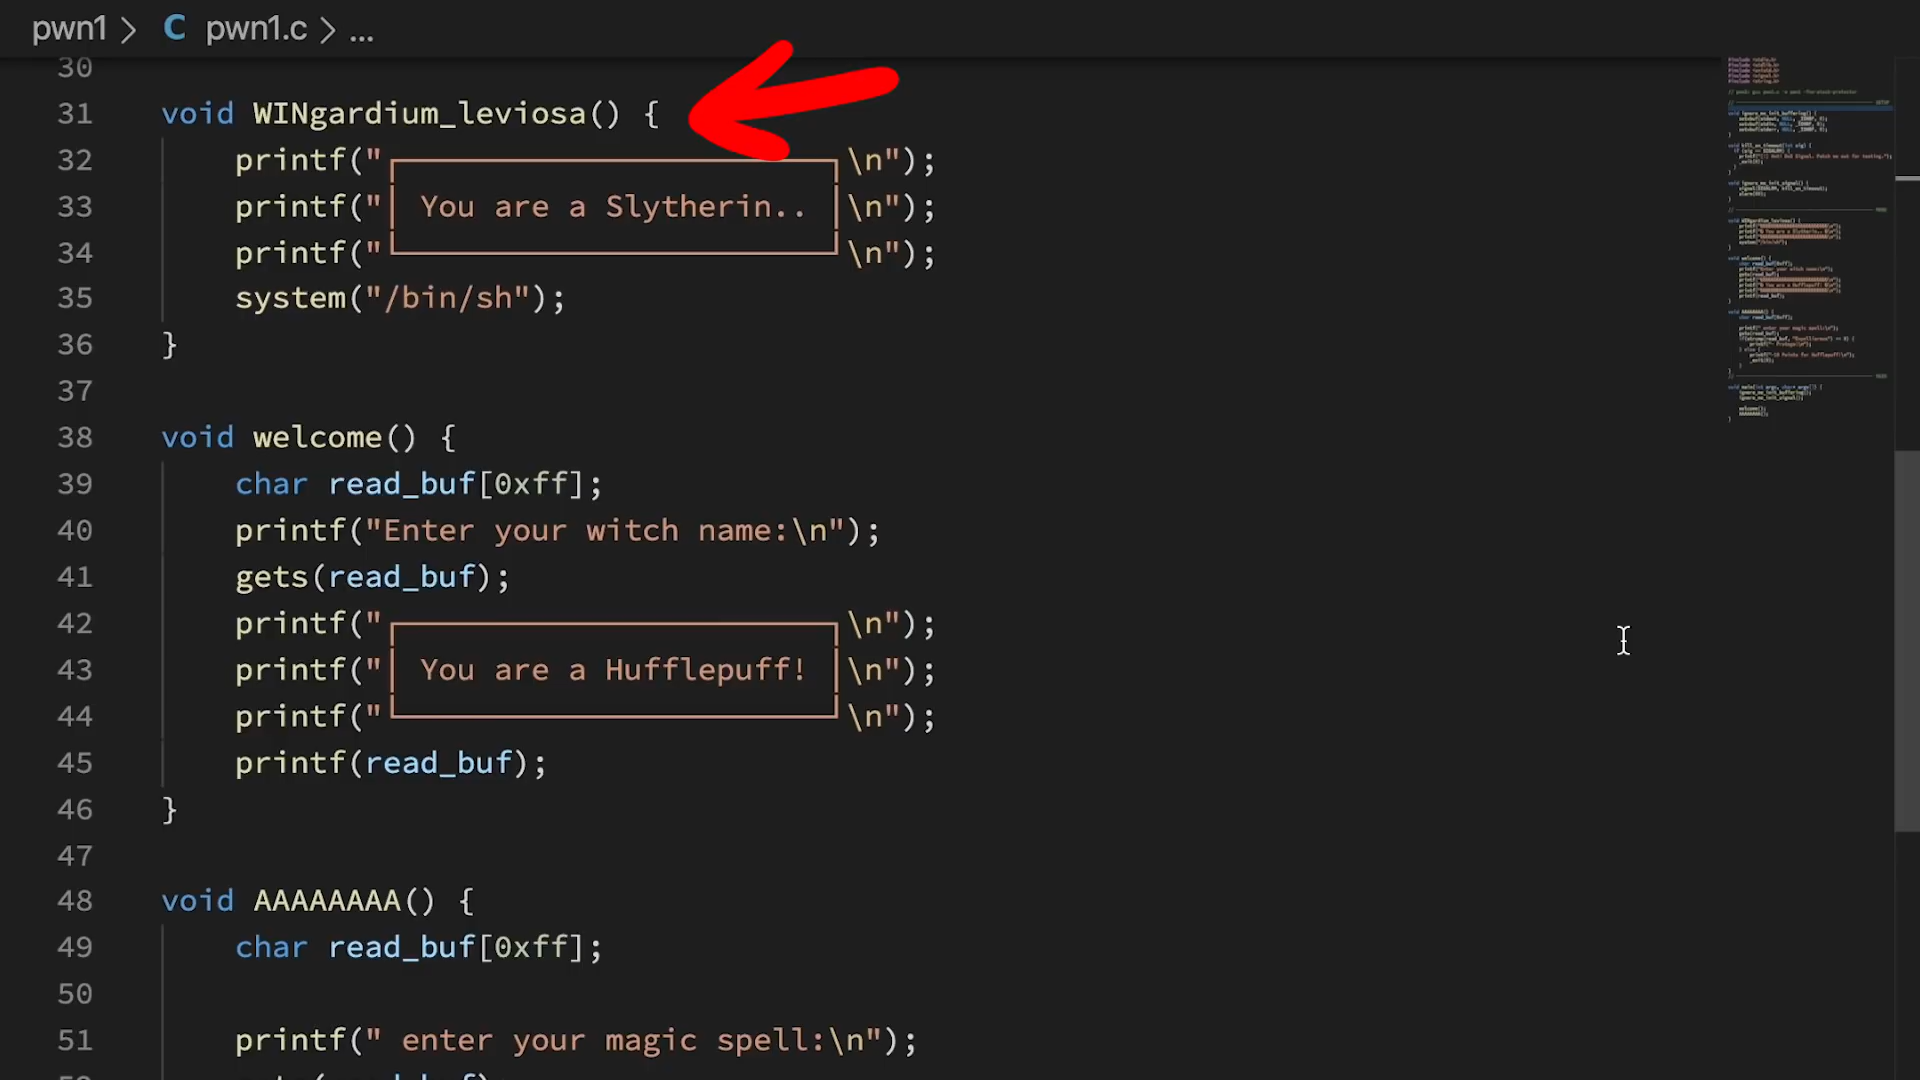 pwn1 > C pwn1.c > ...
30
31 void WINgardium_leviosa() {
32 printf("┌───────────────────────┐\n");
33 printf("│ You are a Slytherin.. │\n");
34 printf("└───────────────────────┘\n");
35 system("/bin/sh");
36 }
37
38 void welcome() {
39 char read_buf[0xff];
40 printf("Enter your witch name:\n");
41 gets(read_buf);
42 printf("┌───────────────────────┐\n");
43 printf("│ You are a Hufflepuff! │\n");
44 printf("└───────────────────────┘\n");
45 printf(read_buf);
46 }
47
48 void AAAAAAAA() {
49 char read_buf[0xff];
50
51 printf(" enter your magic spell:\n");